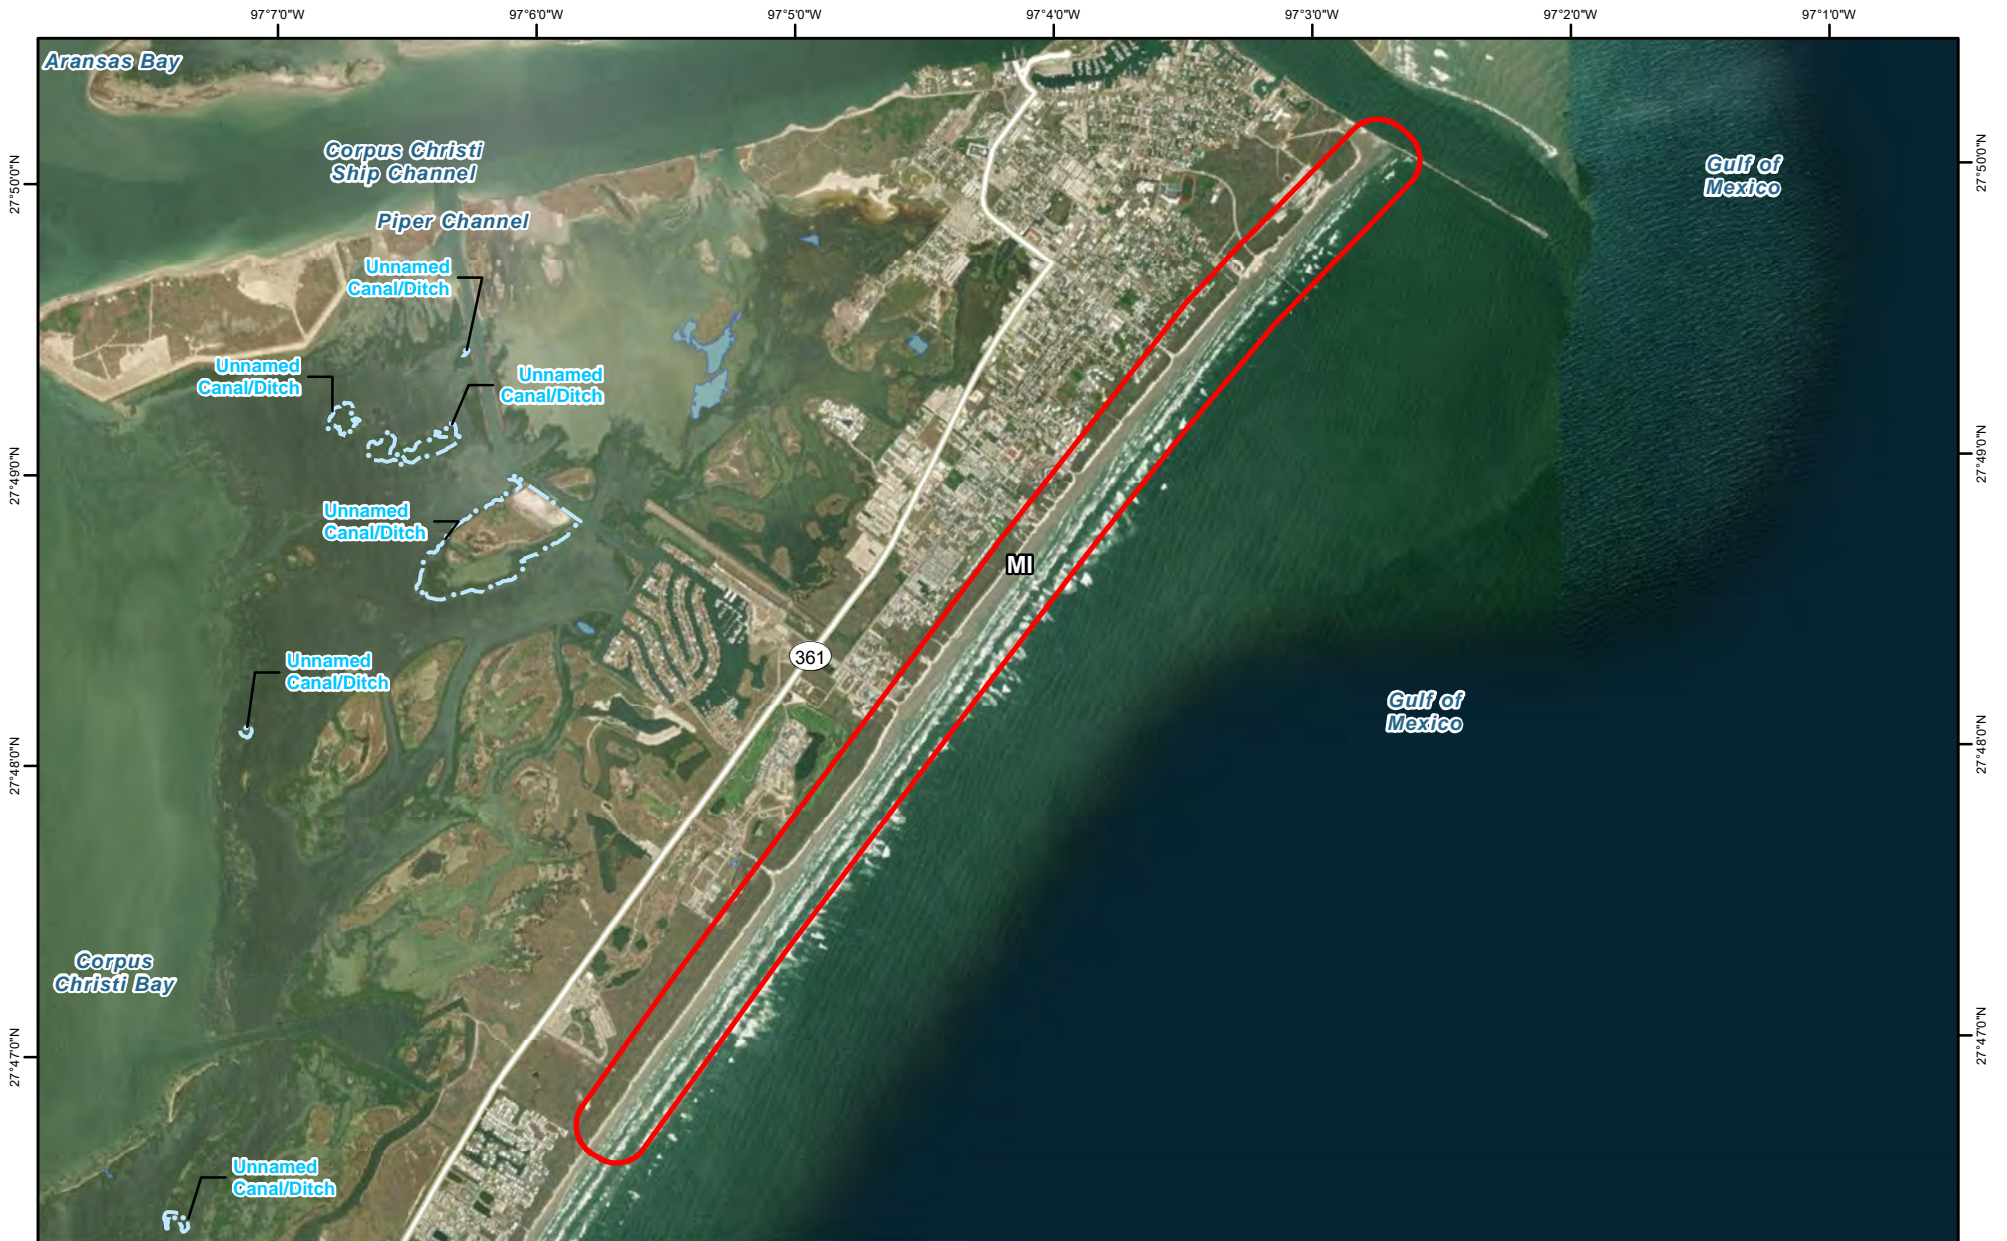 97°7'0"W
97°6'0"W
97°5'0"W
97°4'0"W
97°3'0"W
97°2'0"W
97°1'0"W
Aransas Bay
Corpus Christi
Ship Channel
Gulf of
Mexico
27°50'0"N
27°50'0"N
Piper Channel
Unnamed
Canal/Ditch
Unnamed
Canal/Ditch
Unnamed
Canal/Ditch
27°49'0"N
27°49'0"N
Unnamed
Canal/Ditch
MI
361
Unnamed
Canal/Ditch
Gulf of
Mexico
27°48'0"N
27°48'0"N
Corpus
Christi Bay
27°47'0"N
27°47'0"N
Unnamed
Canal/Ditch